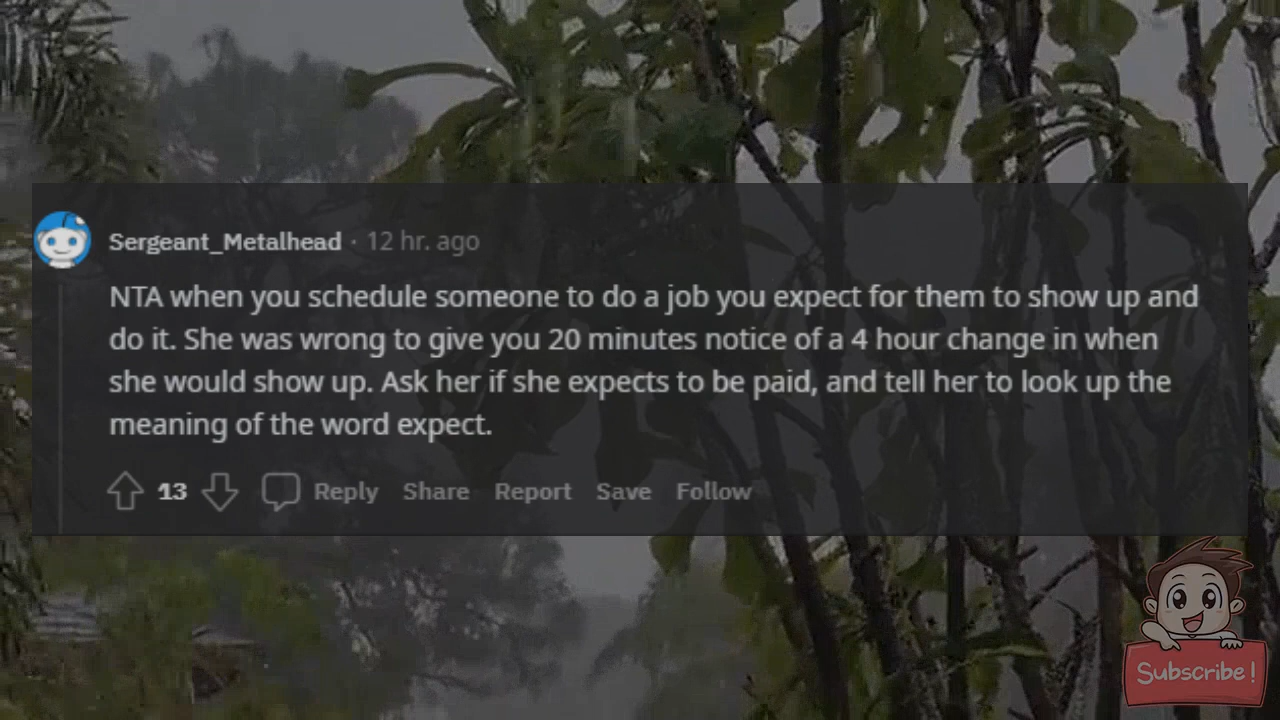 Sergeant_Metalhead · 12 hr. ago
NTA when you schedule someone to do a job you expect for them to show up and
do it. She was wrong to give you 20 minutes notice of a 4 hour change in when
she would show up. Ask her if she expects to be paid, and tell her to look up the
meaning of the word expect.
13 Reply Share Report Save Follow
Subscribe!